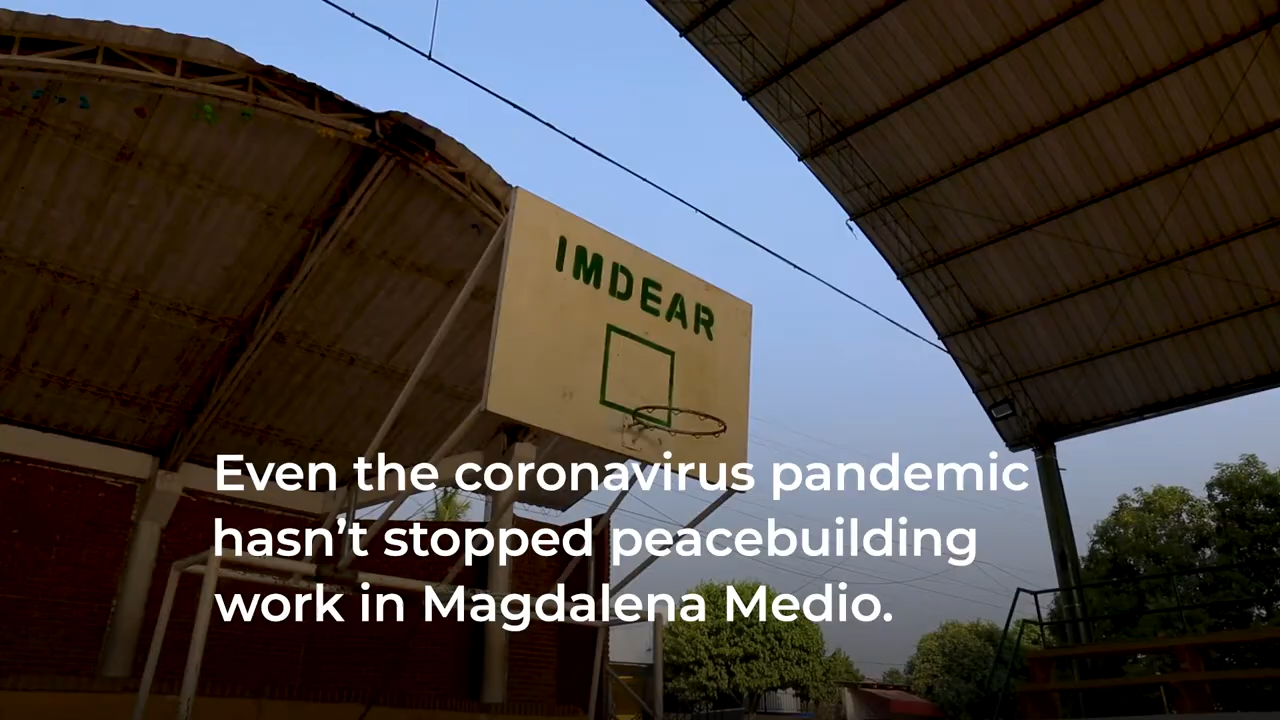 IMDEAR
Even the coronavirus pandemic
hasn't stopped peacebuilding
work in Magdalena Medio.